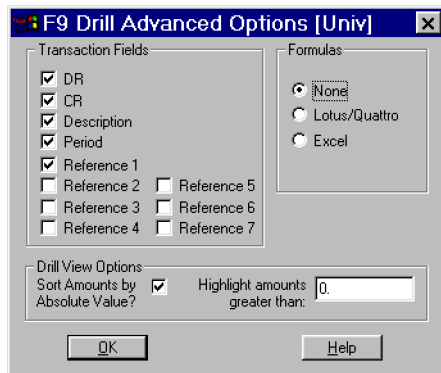 F9 Drill Advanced Options [Univ]
Transaction Fields
DR
CR
Description
Period
Reference 1
Reference 2
Reference 5
Reference 3
Reference 6
Reference 4
Reference 7
Formulas
None
Lotus/Quattro
Excel
Drill View Options
Sort Amounts by
Absolute Value?
Highlight amounts
greater than:
0.
OK
Help